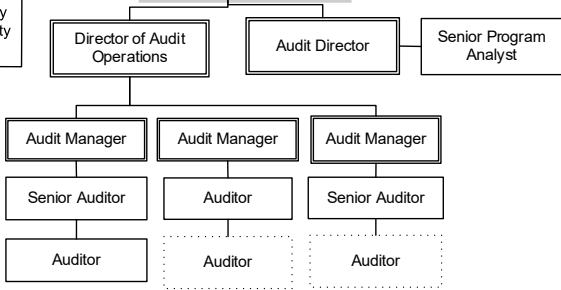 y
ty
Director of Audit
Operations
Audit Director
Senior Program
Analyst
Audit Manager
Audit Manager
Audit Manager
Senior Auditor
Auditor
Senior Auditor
Auditor
Auditor
Auditor